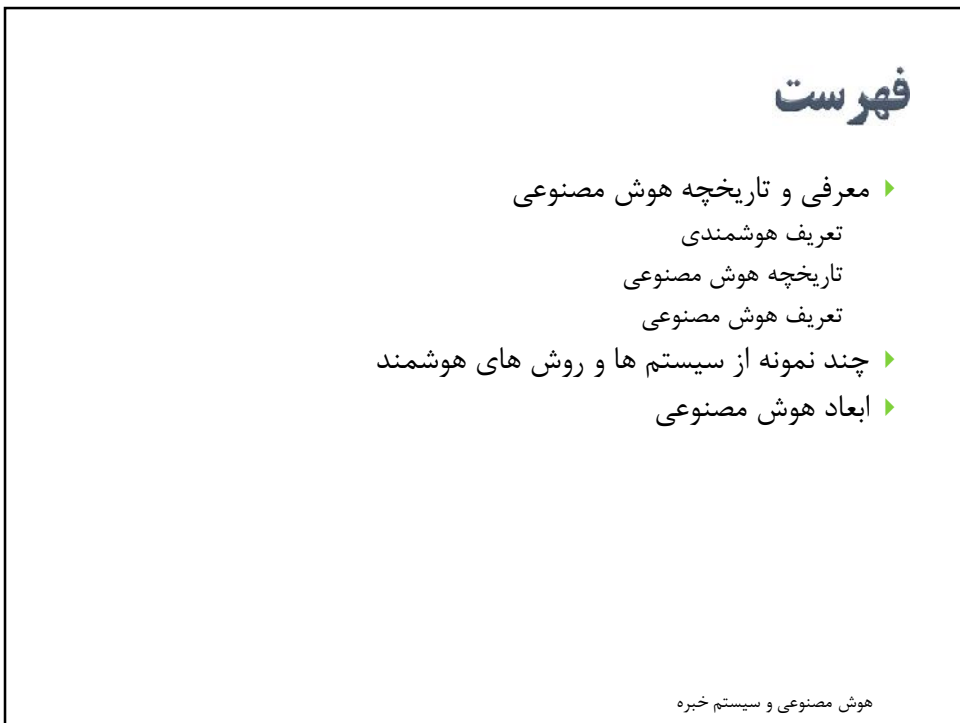 فهرست
معرفی و تاریخچه هوش مصنوعی
تعریف هوشمندی
تاریخچه هوش مصنوعی
تعریف هوش مصنوعی
چند نمونه از سیستم ها و روش های هوشمند
ابعاد هوش مصنوعی
هوش مصنوعی و سیستم خبره